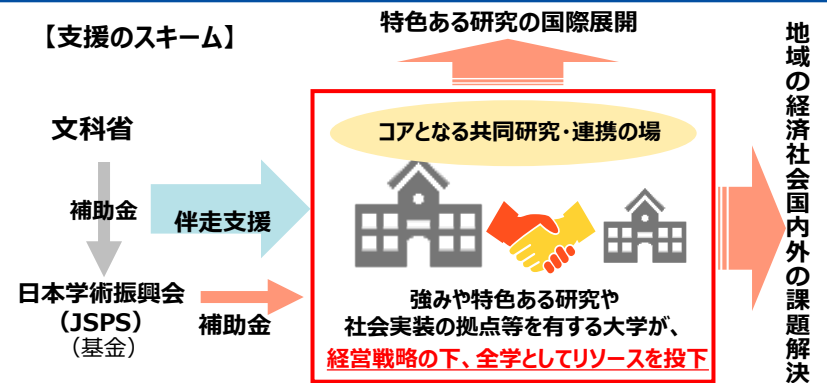 【支援のスキーム】
特色ある研究の国際展開
文科省
補助金
伴走支援
日本学術振興会
（JSPS）
（基金）
補助金
コアとなる共同研究・連携の場
強みや特色ある研究や
社会実装の拠点等を有する大学が、
経営戦略の下、全学としてリソースを投下
地域の経済社会国内外の課題解決